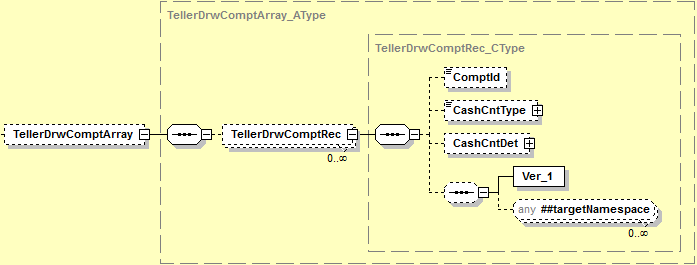 TellerDrwComptArray_AType
TellerDrwComptRec_CType
ComptId
CashCntType
TellerDrwComptArray
TellerDrwComptRec
0..∞
CashCntDet
Ver_1
any ##targetNamespace
0..∞